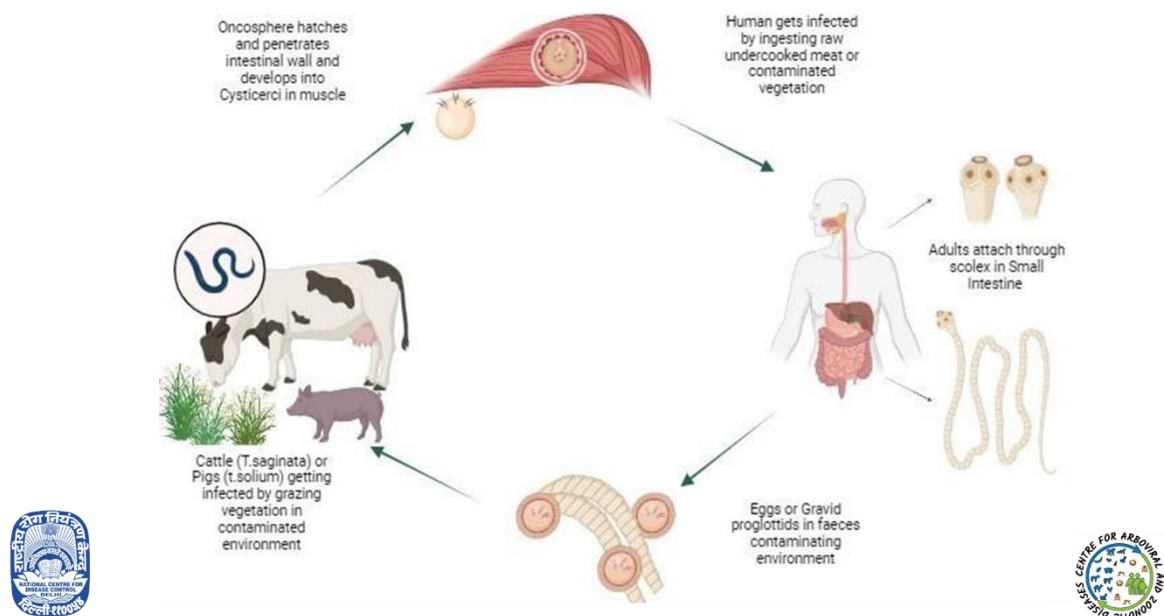 Oncosphere hatches
and penetrates
intestinal wall and
develops into
Cysticerci in muscle
Human gets infected
by ingesting raw
undercooked meat or
contaminated
vegetation
Adults attach through
scolex in Small
Intestine
Cattle (T.saginata) or
Pigs (t.solium) getting
infected by grazing
vegetation in
contaminated
environment
Eggs or Gravid
proglottids in faeces
contaminating
environment
राष्ट्रीय रोग नियंत्रण केन्द्र
NATIONAL CENTRE FOR
DISEASE CONTROL
DELHI
दिल्ली-११००५४
CENTRE FOR ARBOVIRAL AND ZOONOTIC DISEASES